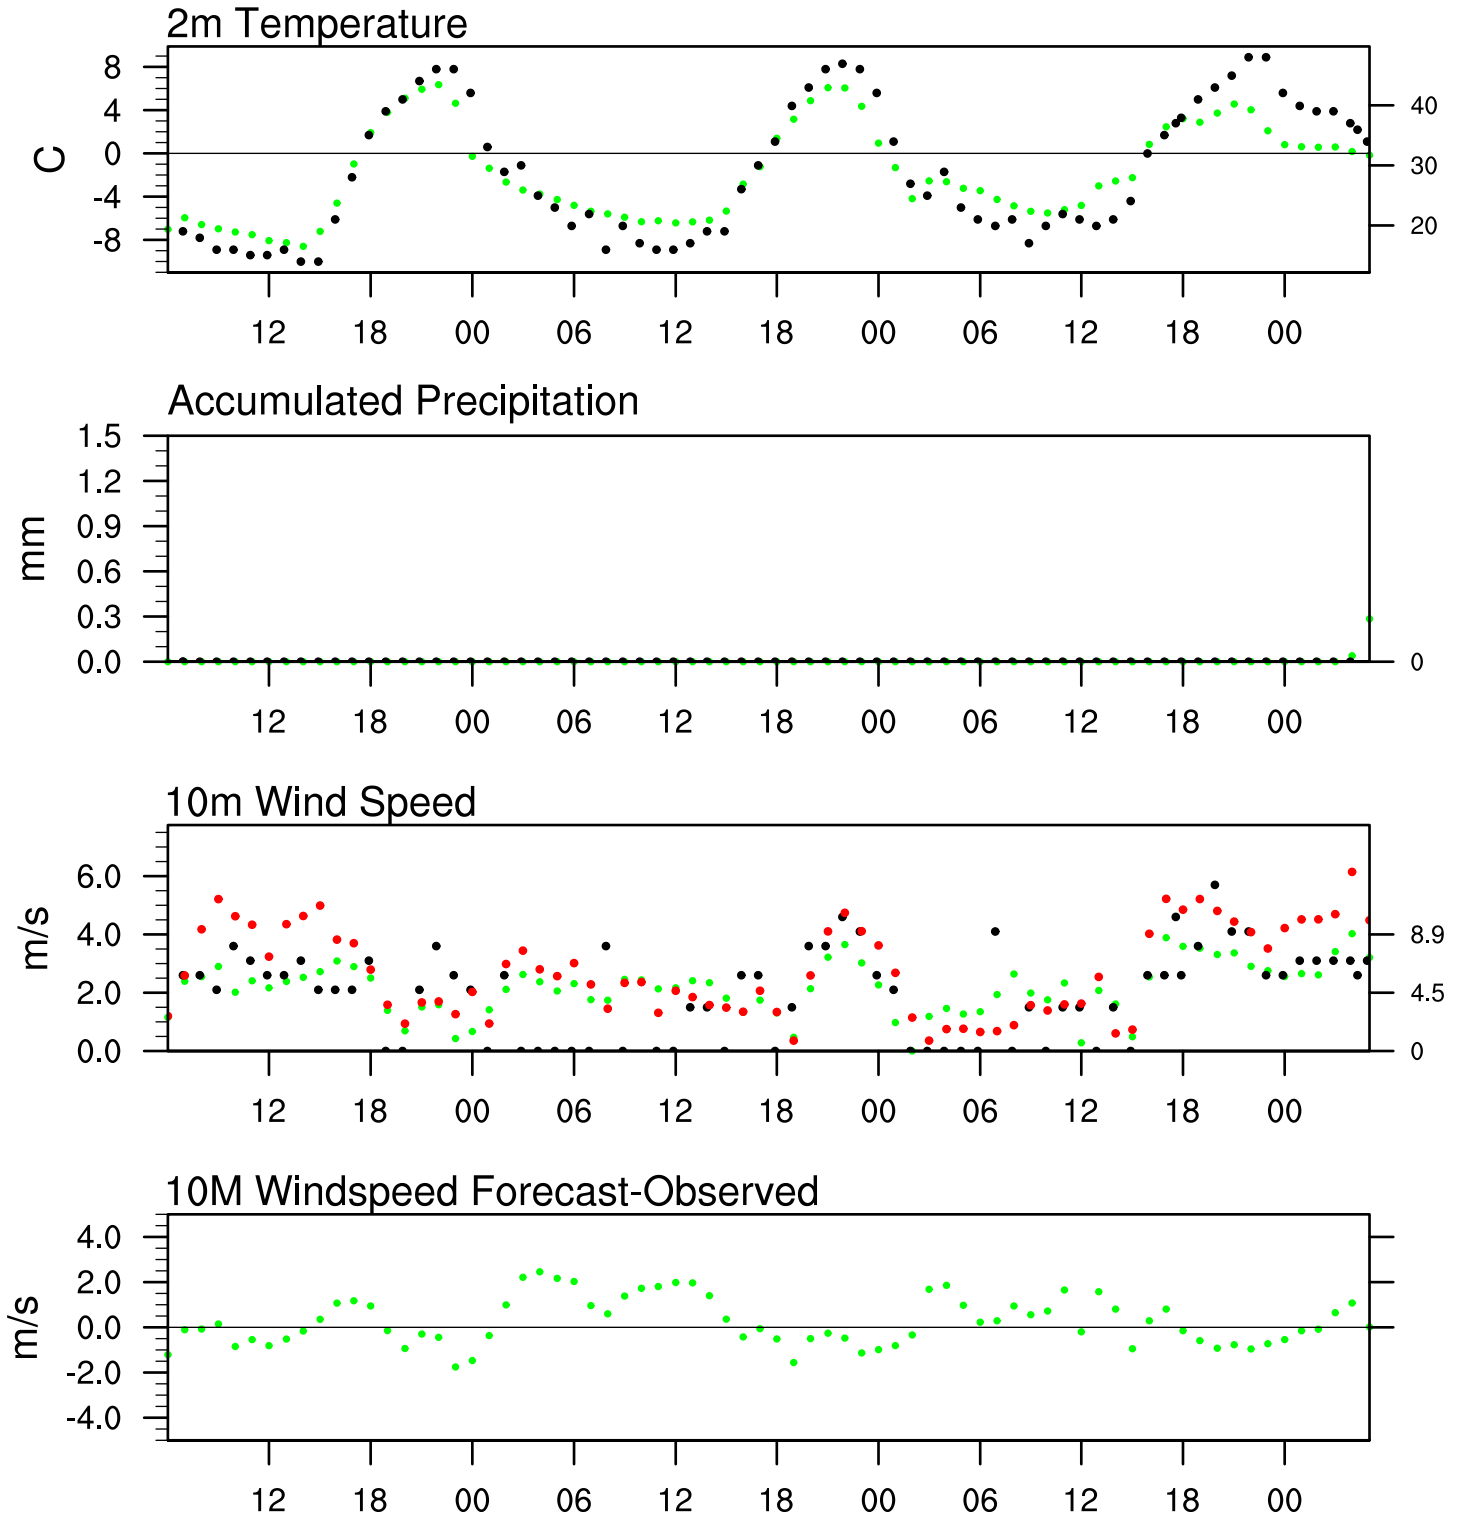 2m Temperature
8
4
0
-4
-8
C
40
30
20
12 18 00 06 12 18 00 06 12 18 00
Accumulated Precipitation
1.5
1.2
0.9
0.6
0.3
0.0
mm
0
12 18 00 06 12 18 00 06 12 18 00
10m Wind Speed
6.0
4.0
2.0
0.0
m/s
8.9
4.5
0
12 18 00 06 12 18 00 06 12 18 00
10M Windspeed Forecast-Observed
4.0
2.0
0.0
-2.0
-4.0
m/s
12 18 00 06 12 18 00 06 12 18 00